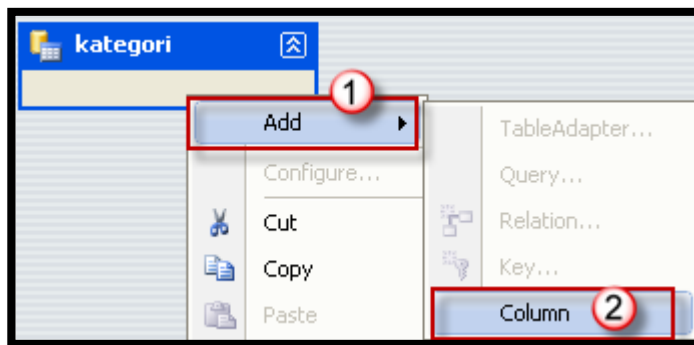 kategori
1
Add
Configure...
Cut
Copy
Paste
TableAdapter...
Query...
Relation...
Key...
Column 2